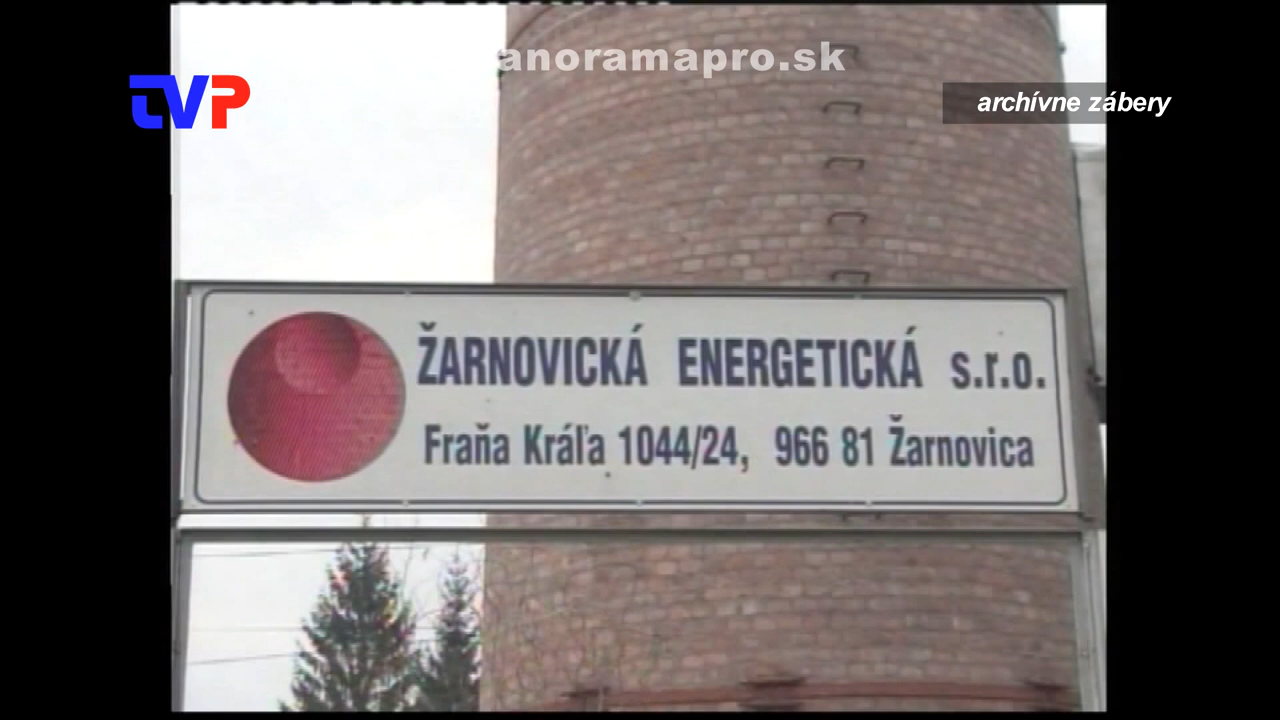 anoramapro.sk
TVP
archívne zábery
ŽARNOVICKÁ ENERGETICKÁ s.r.o.
Fraňa Kráľa 1044/24, 966 81 Žarnovica